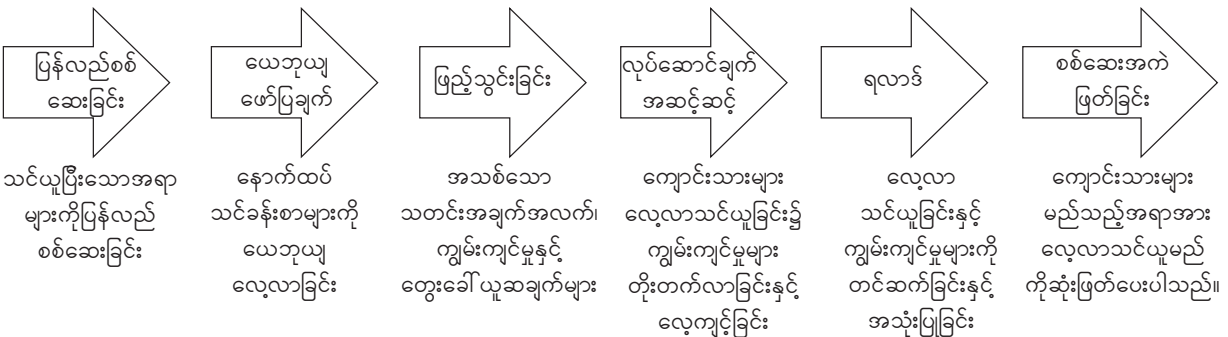 ပြန်လည်စစ်
ဆေးခြင်း
သင်ယူပြီးသောအရာ
များကိုပြန်လည်
စစ်ဆေးခြင်း
ယေဘုယျ
ဖော်ပြချက်
နောက်ထပ်
သင်ခန်းစာများကို
ယေဘုယျ
လေ့လာခြင်း
ဖြည့်သွင်းခြင်း
အသစ်သော
သတင်းအချက်အလက်၊
ကျွမ်းကျင်မှုနှင့်
တွေးခေါ်ယူဆချက်များ
လုပ်ဆောင်ချက်
အဆင့်ဆင့်
ကျောင်းသားများ
လေ့လာသင်ယူခြင်း၌
ကျွမ်းကျင်မှုများ
တိုးတက်လာခြင်းနှင့်
လေ့ကျင့်ခြင်း
ရလာဒ်
လေ့လာ
သင်ယူခြင်းနှင့်
ကျွမ်းကျင်မှုများကို
တင်ဆက်ခြင်းနှင့်
အသုံးပြုခြင်း
စစ်ဆေးအကဲ
ဖြတ်ခြင်း
ကျောင်းသားများ
မည်သည့်အရာအား
လေ့လာသင်ယူမည်
ကိုဆုံးဖြတ်ပေးပါသည်။